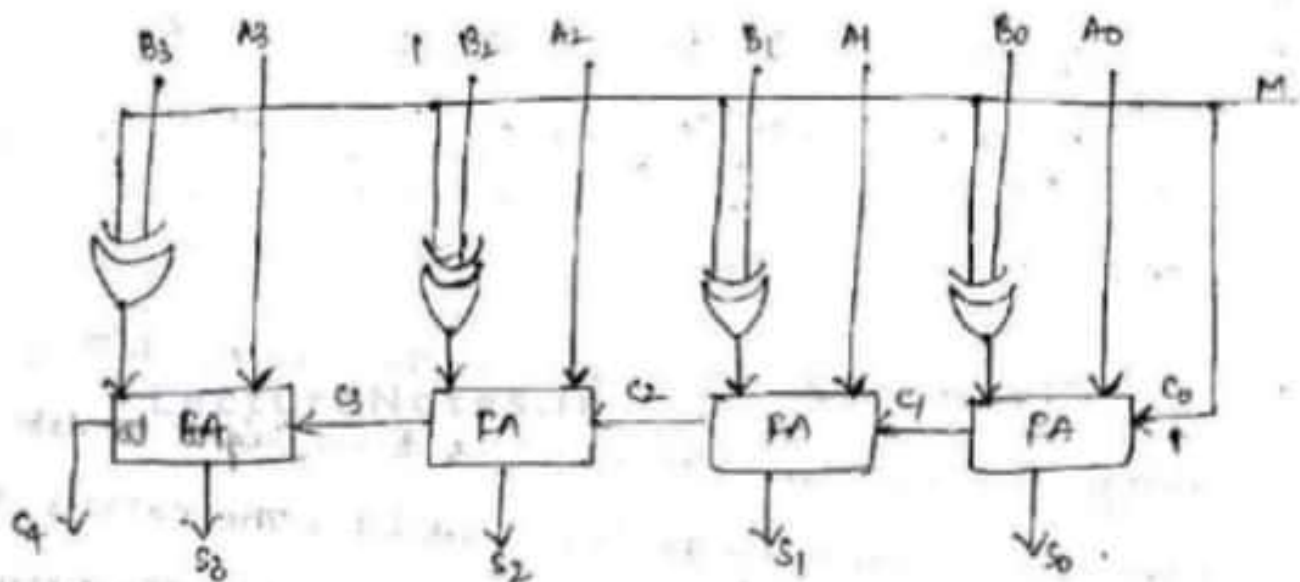 B3 A3 B2 A2 B1 A1 B0 A0
M
FA C3 FA C2 FA C1 FA C0
C4 S3 S2 S1 S0